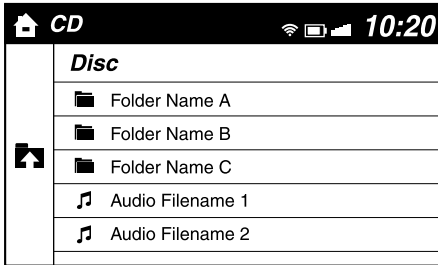 CD 10:20
Disc
Folder Name A
Folder Name B
Folder Name C
Audio Filename 1
Audio Filename 2